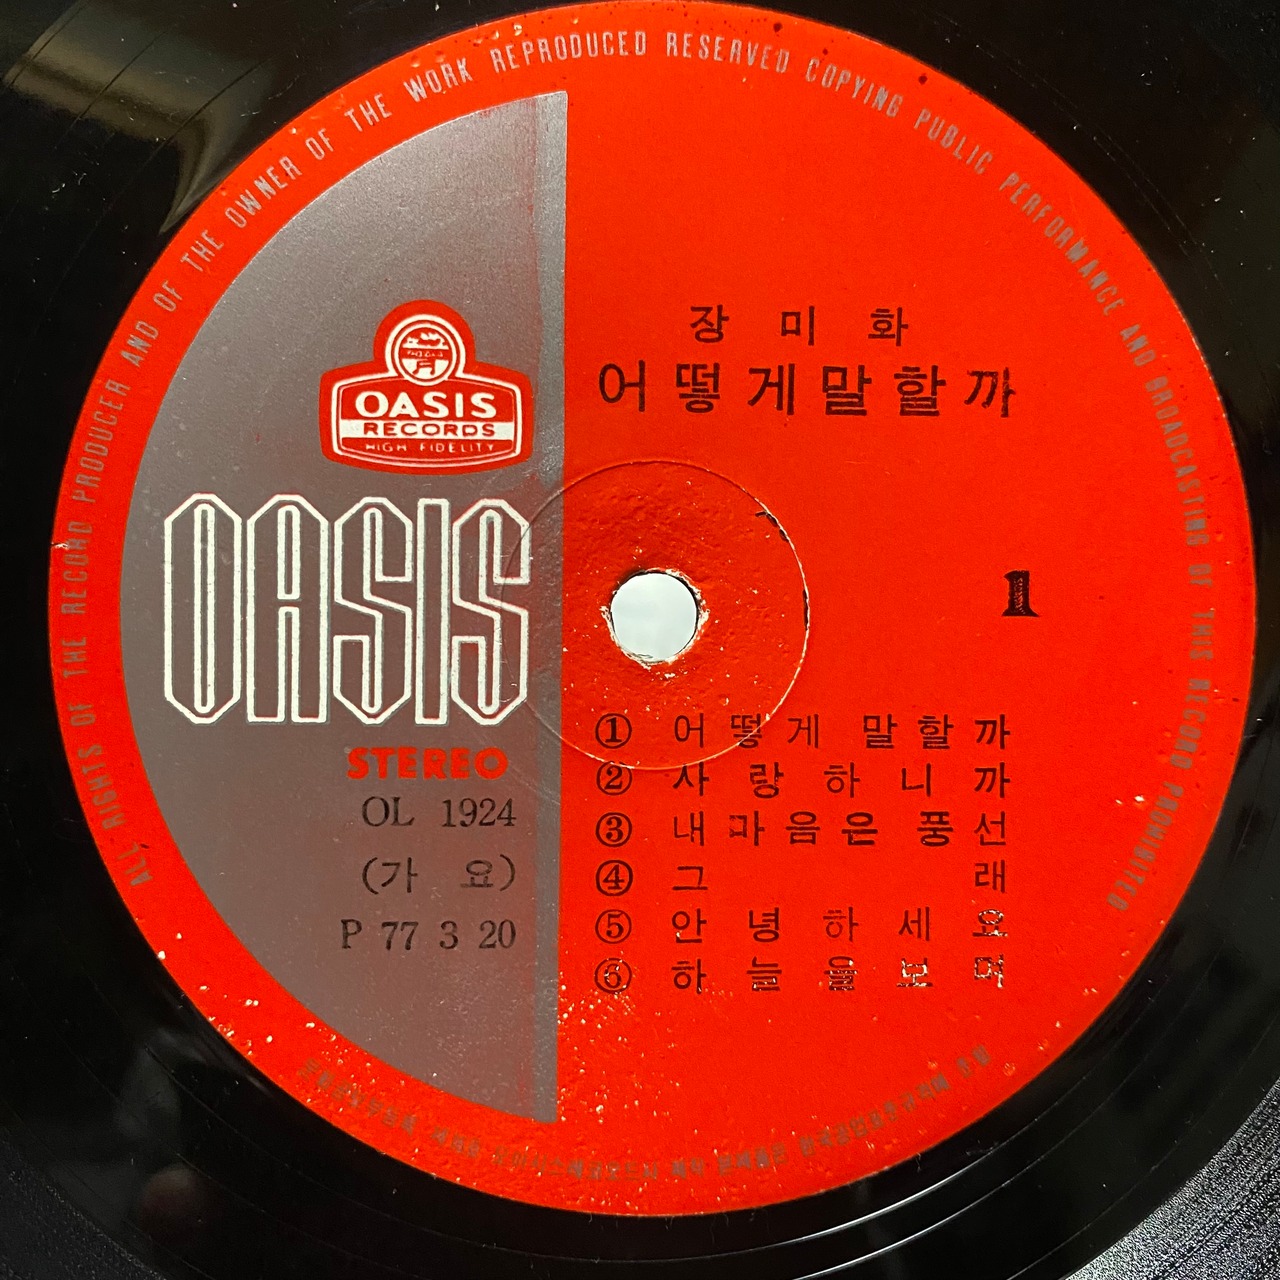 ALL RIGHTS OF THE RECORD PRODUCER AND OF THE OWNER OF THE WORK REPRODUCED RESERVED COPYING PUBLIC PERFORMANCE AND BROADCASTING OF THIS RECORD PROHIBITED
OASIS
RECORDS
HIGH FIDELITY
OASIS
STEREO
OL 1924
(가 요)
P 77 3 20
장 미 화
어떻게말할까
1
① 어떻게 말할까
② 사랑하니까
③ 내마음은 풍선
④ 그 래
⑤ 안녕하세요
⑥ 하늘을보며